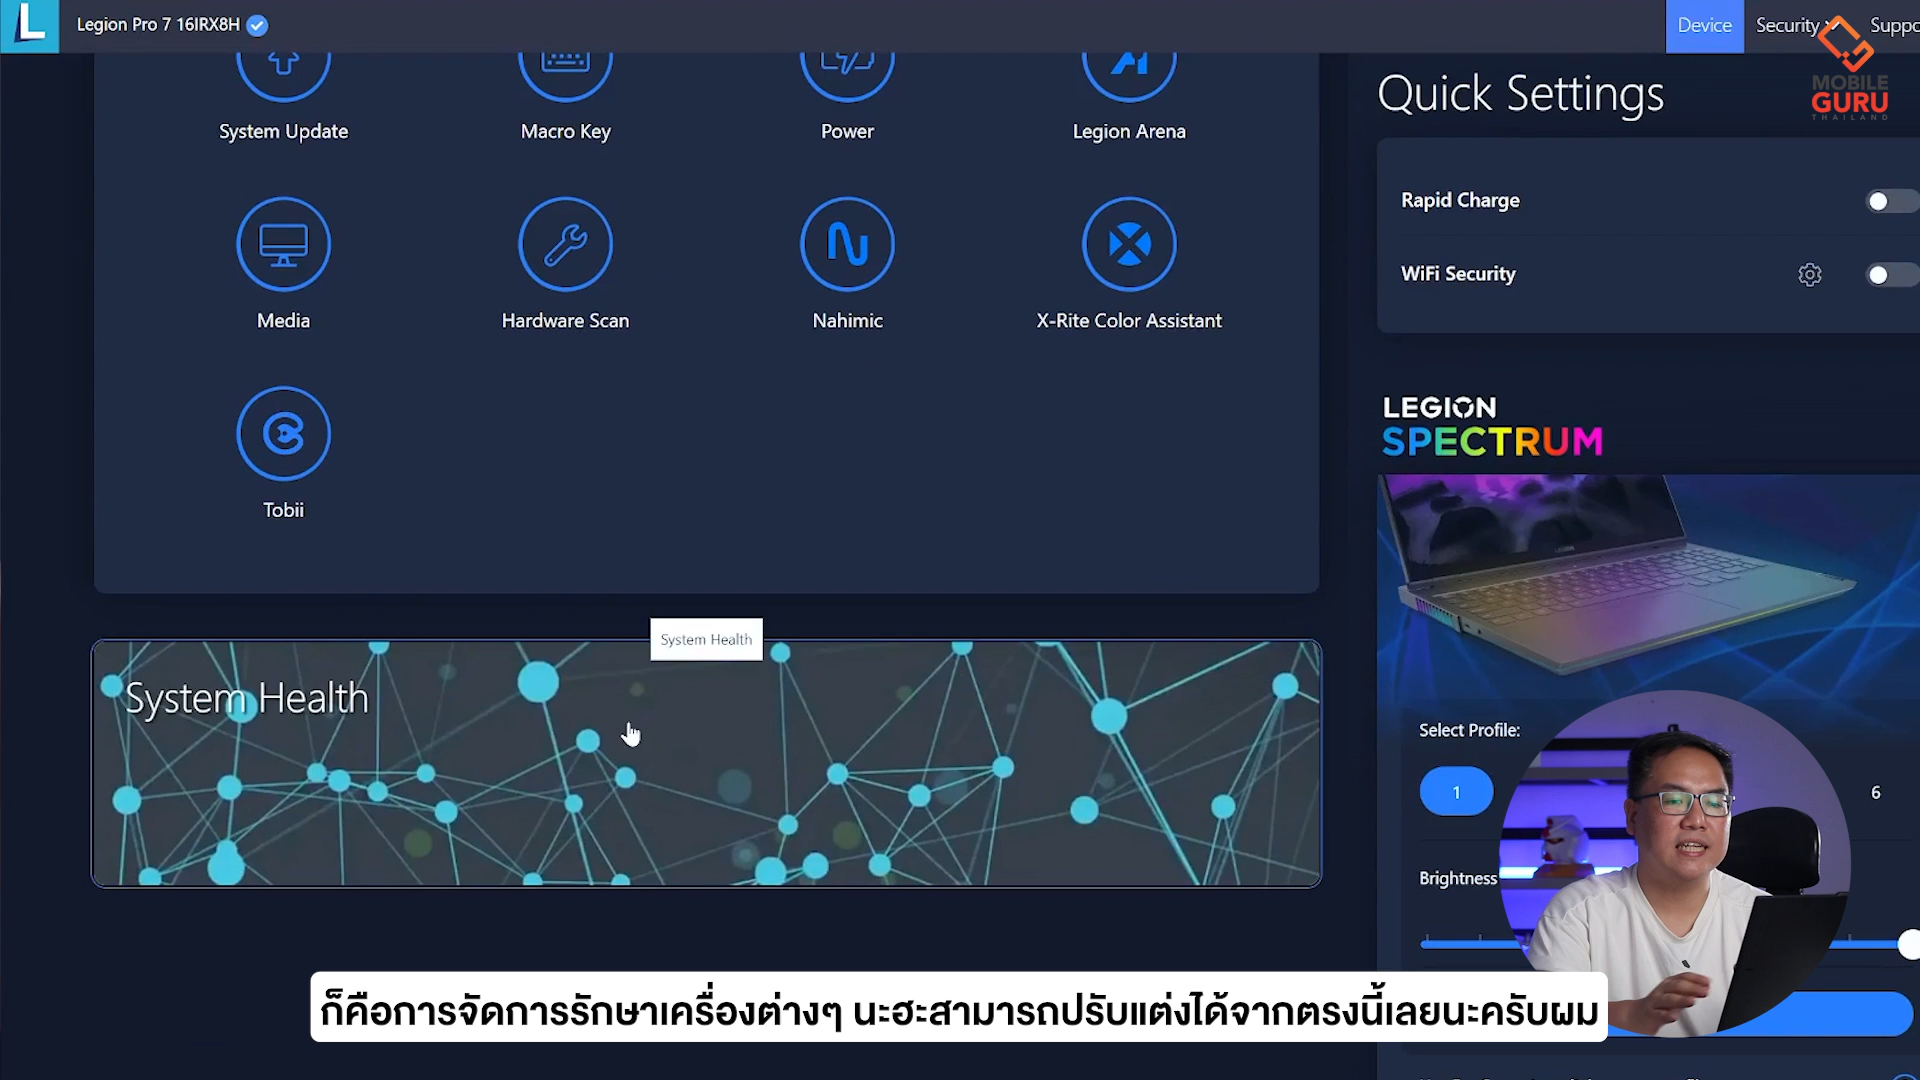 Legion Pro 7 16IRX8H
Device
Security
Suppo
MOBILE
GURU
THAILAND
System Update
Macro Key
Power
Legion Arena
Media
Hardware Scan
Nahimic
X-Rite Color Assistant
Tobii
System Health
System Health
Quick Settings
Rapid Charge
WiFi Security
LEGION
SPECTRUM
Select Profile:
1
6
Brightness
ก็คือการจัดการรักษาเครื่องต่างๆ นะฮะสามารถปรับแต่งได้จากตรงนี้เลยนะครับผม